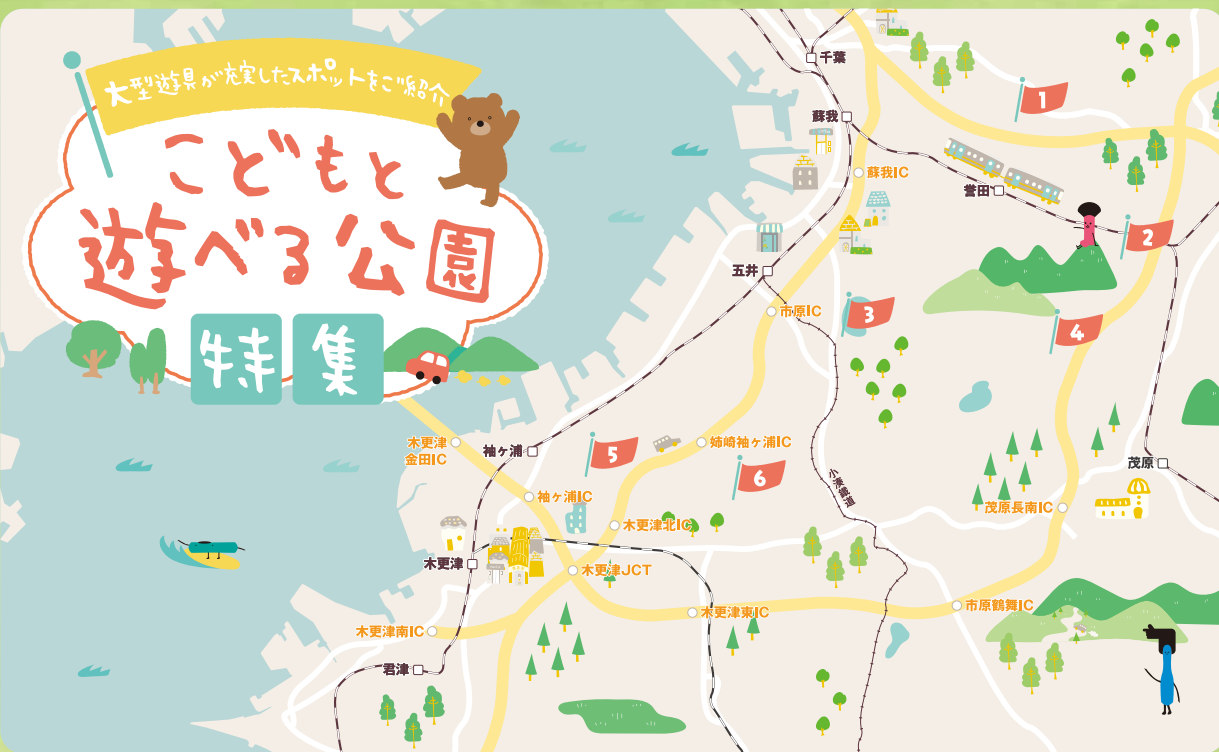 大型遊具が充実したスポットをご紹介
こどもと
遊べる公園
特集
千葉
1
蘇我
蘇我IC
誉田
2
五井
市原IC
3
4
木更津
金田IC
袖ヶ浦
5
姉崎袖ヶ浦IC
6
茂原
小湊鐵道
袖ヶ浦IC
茂原長南IC
木更津北IC
木更津
木更津JCT
木更津東IC
市原鶴舞IC
木更津南IC
君津